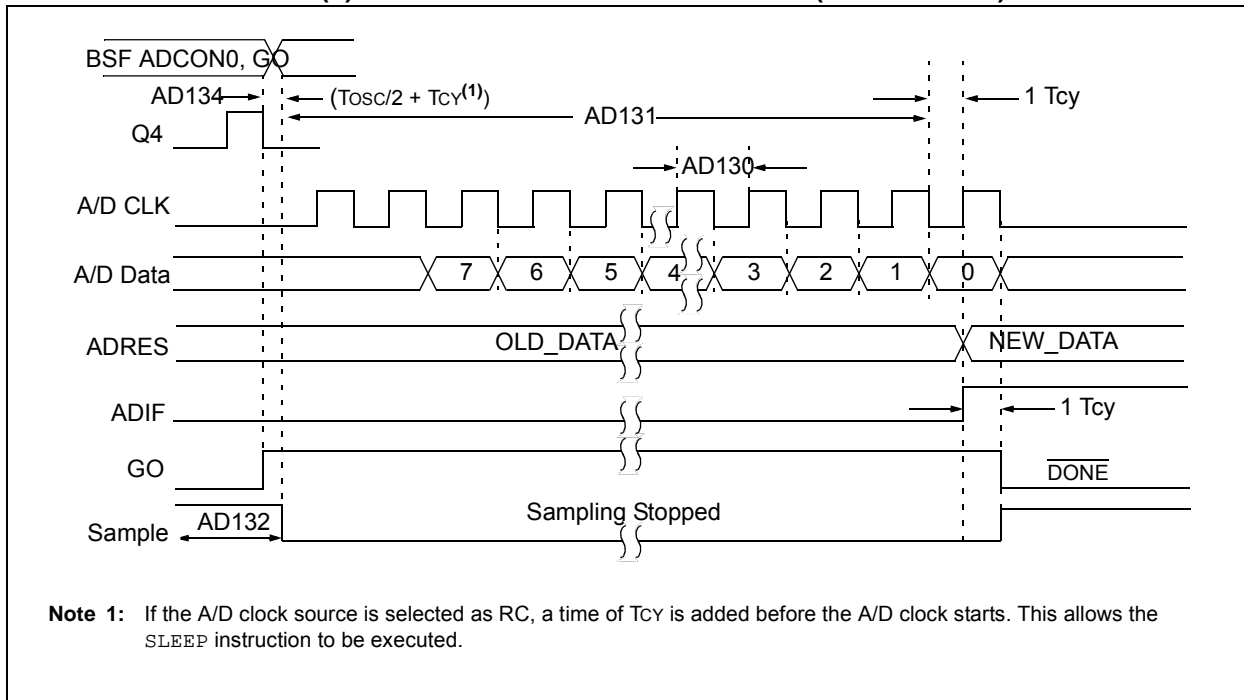 BSF ADCON0, GO
AD134
(TOSC/2 + TCY(1))
1 Tcy
AD131
Q4
AD130
A/D CLK
A/D Data
7 6 5 4 3 2 1 0
ADRES
OLD_DATA
NEW_DATA
ADIF
1 Tcy
GO
DONE
Sample
AD132
Sampling Stopped
Note 1: If the A/D clock source is selected as RC, a time of TCY is added before the A/D clock starts. This allows the
SLEEP instruction to be executed.